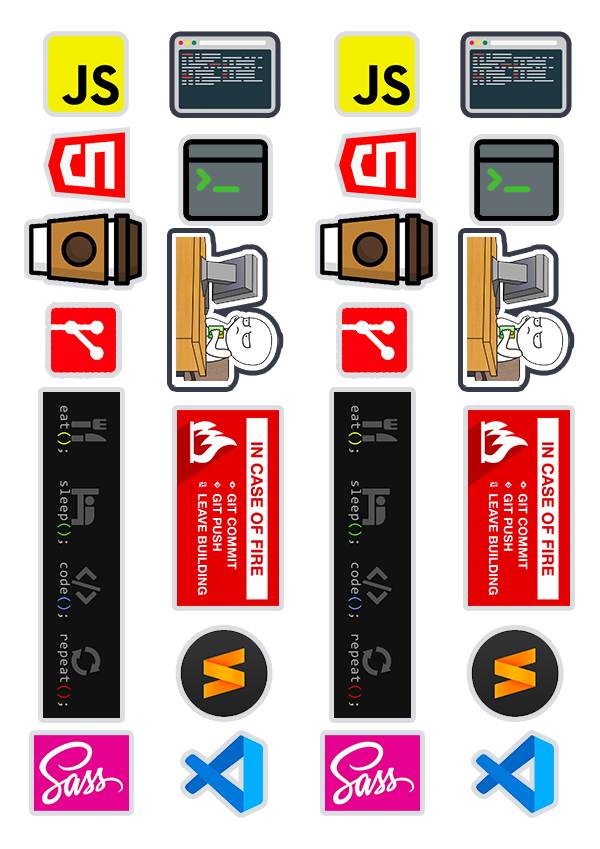 JS
>_
eat();
sleep();
code();
repeat();
IN CASE OF FIRE
GIT COMMIT
GIT PUSH
LEAVE BUILDING
Sass
JS
>_
eat();
sleep();
code();
repeat();
IN CASE OF FIRE
GIT COMMIT
GIT PUSH
LEAVE BUILDING
Sass